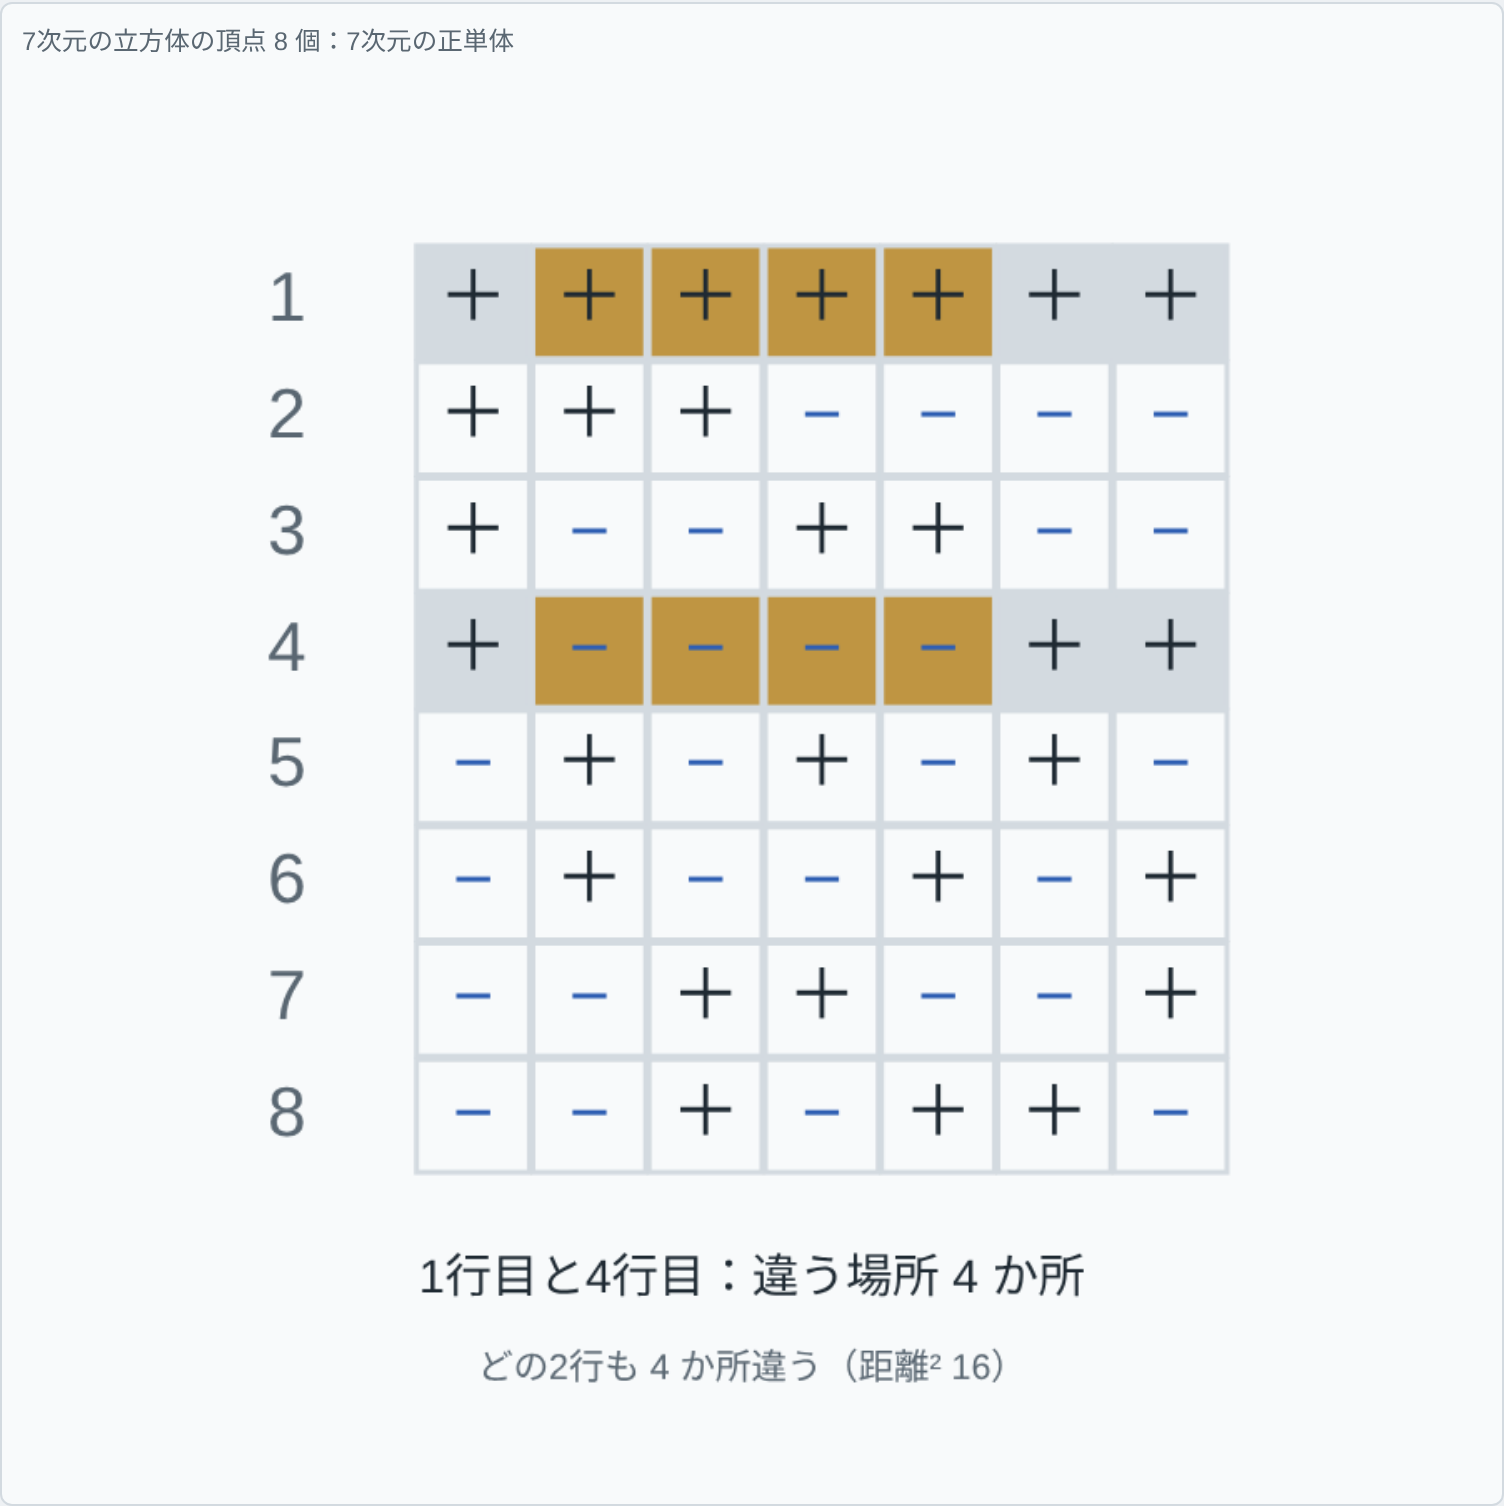 7次元の立方体の頂点 8 個：7次元の正単体
1 + + + + + + +
2 + + + − − − −
3 + − − + + − −
4 + − − − − + +
5 − + − + − + −
6 − + − − + − +
7 − − + + − − +
8 − − + − + + −
1行目と4行目：違う場所 4 か所
どの2行も 4 か所違う（距離² 16）